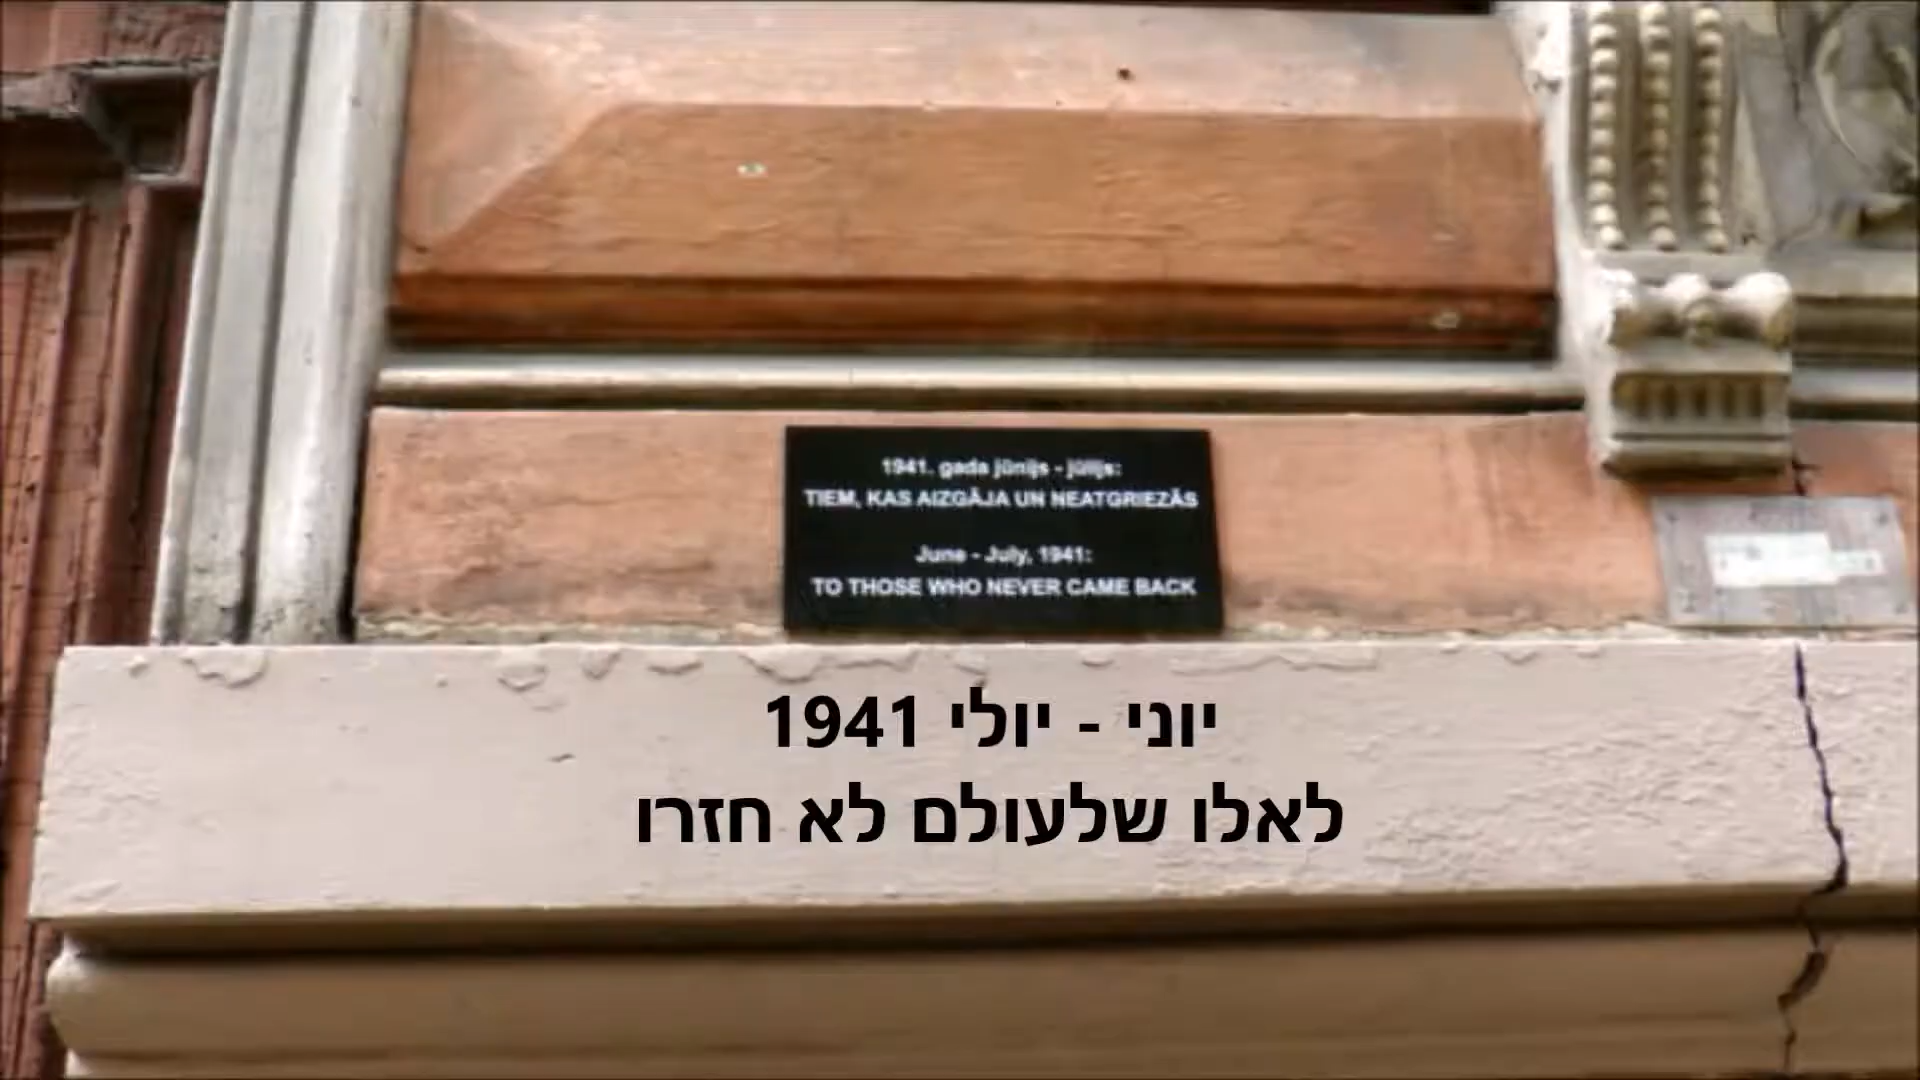 1941. gada jūnijs - jūlijs:
TIEM, KAS AIZGĀJA UN NEATGRIEZĀS
June - July, 1941:
TO THOSE WHO NEVER CAME BACK
יוני - יולי 1941
לאלו שלעולם לא חזרו